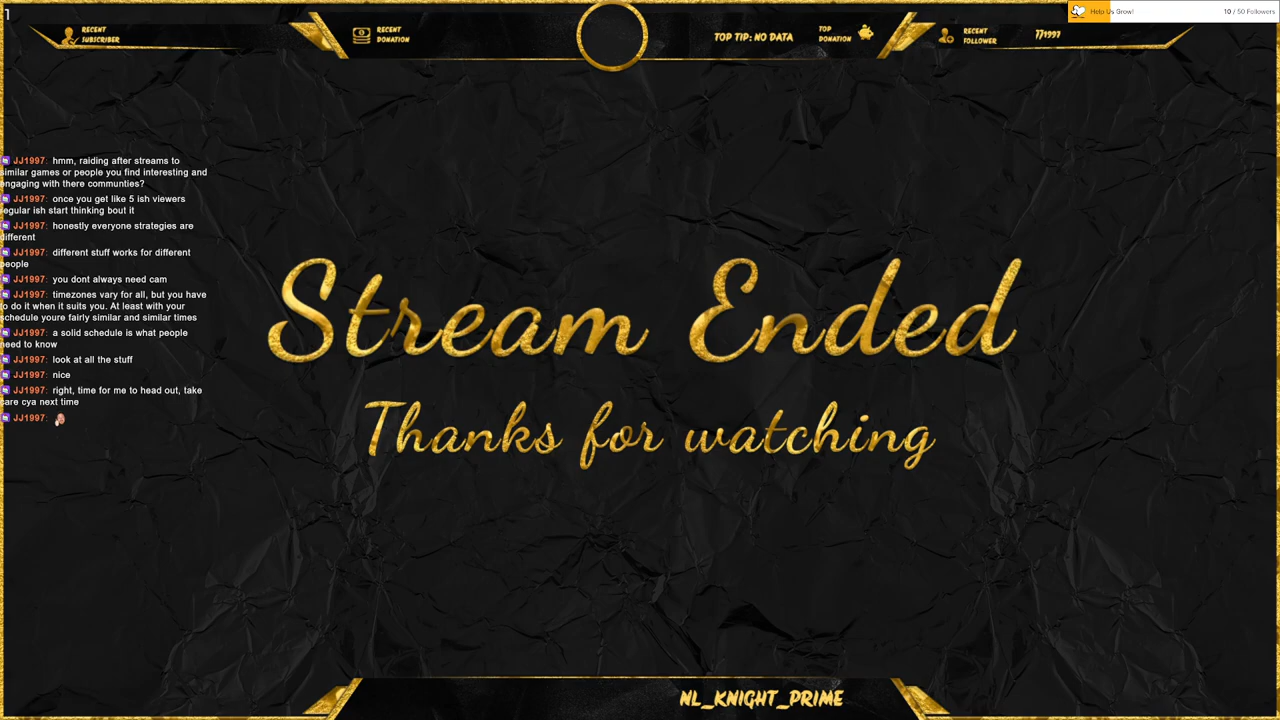 1
RECENT
SUBSCRIBER
RECENT
DONATION
TOP TIP: NO DATA
TOP
DONATION
RECENT
FOLLOWER
JJ1997
Help Us Grow!
10 / 50 Followers
JJ1997: hmm, raiding after streams to
similar games or people you find interesting and
engaging with there communties?
JJ1997: once you get like 5 ish viewers
regular ish start thinking bout it
JJ1997: honestly everyone strategies are
different
JJ1997: different stuff works for different
people
JJ1997: you dont always need cam
JJ1997: timezones vary for all, but you have
to do it when it suits you. At least with your
schedule youre fairly similar and similar times
JJ1997: a solid schedule is what people
need to know
JJ1997: look at all the stuff
JJ1997: nice
JJ1997: right, time for me to head out, take
care cya next time
JJ1997:
Stream Ended
Thanks for watching
NL_KNIGHT_PRIME